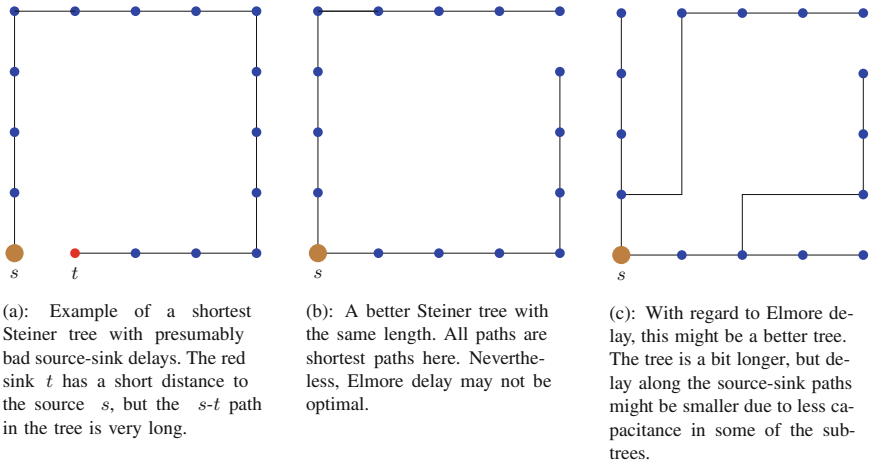 s
t
s
s
(a): Example of a shortest
Steiner tree with presumably
bad source-sink delays. The red
sink t has a short distance to
the source s, but the s-t path
in the tree is very long.
(b): A better Steiner tree with
the same length. All paths are
shortest paths here. Neverthe-
less, Elmore delay may not be
optimal.
(c): With regard to Elmore de-
lay, this might be a better tree.
The tree is a bit longer, but de-
lay along the source-sink paths
might be smaller due to less ca-
pacitance in some of the sub-
trees.